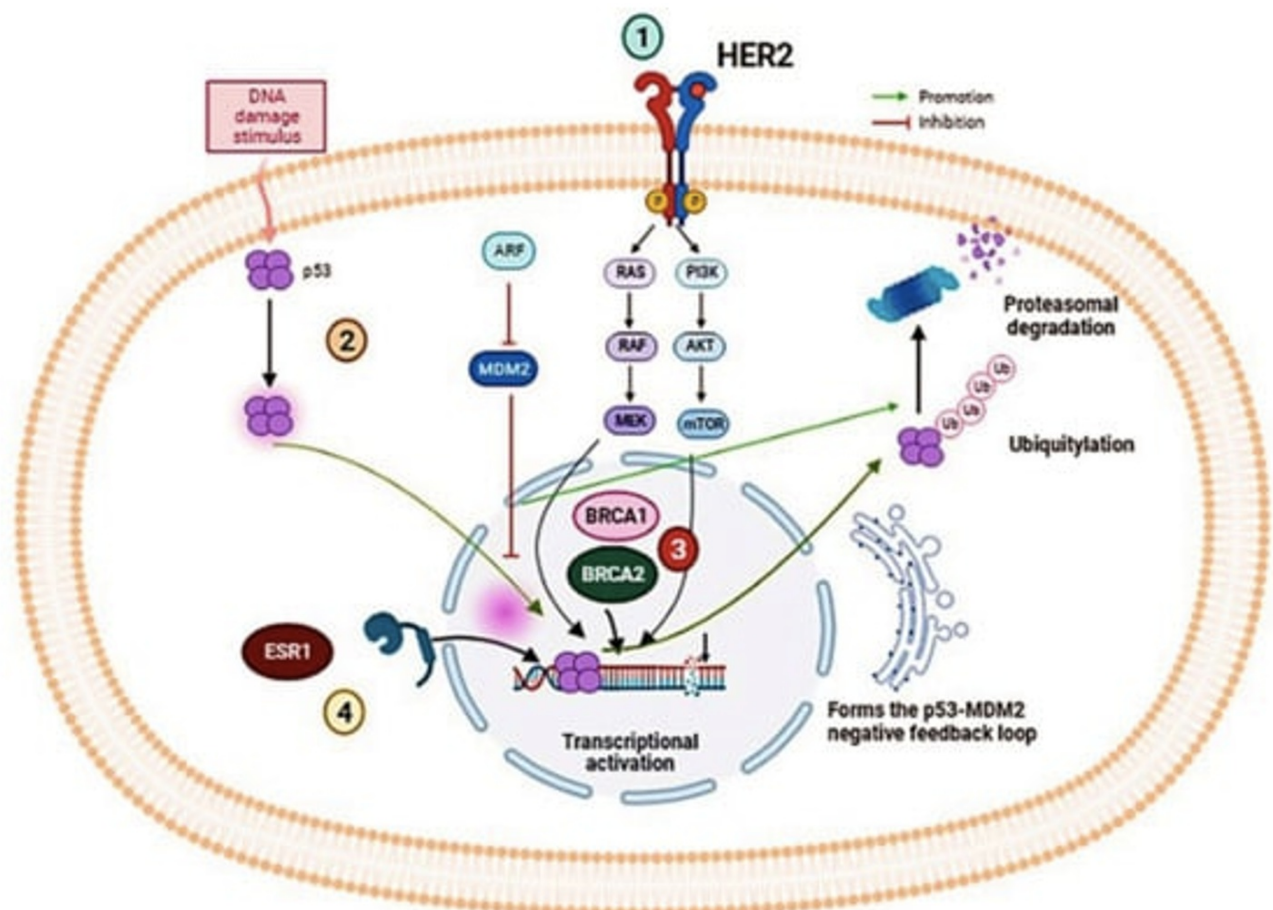 1
HER2
DNA
damage
stimulus
Promotion
Inhibition
P P
p53
ARF
RAS PI3K
2
RAF AKT
MDM2
MEK mTOR
Proteasomal
degradation
Ub
Ub
Ub
Ub
Ubiquitylation
BRCA1
3
BRCA2
ESR1
4
Forms the p53-MDM2
negative feedback loop
Transcriptional
activation